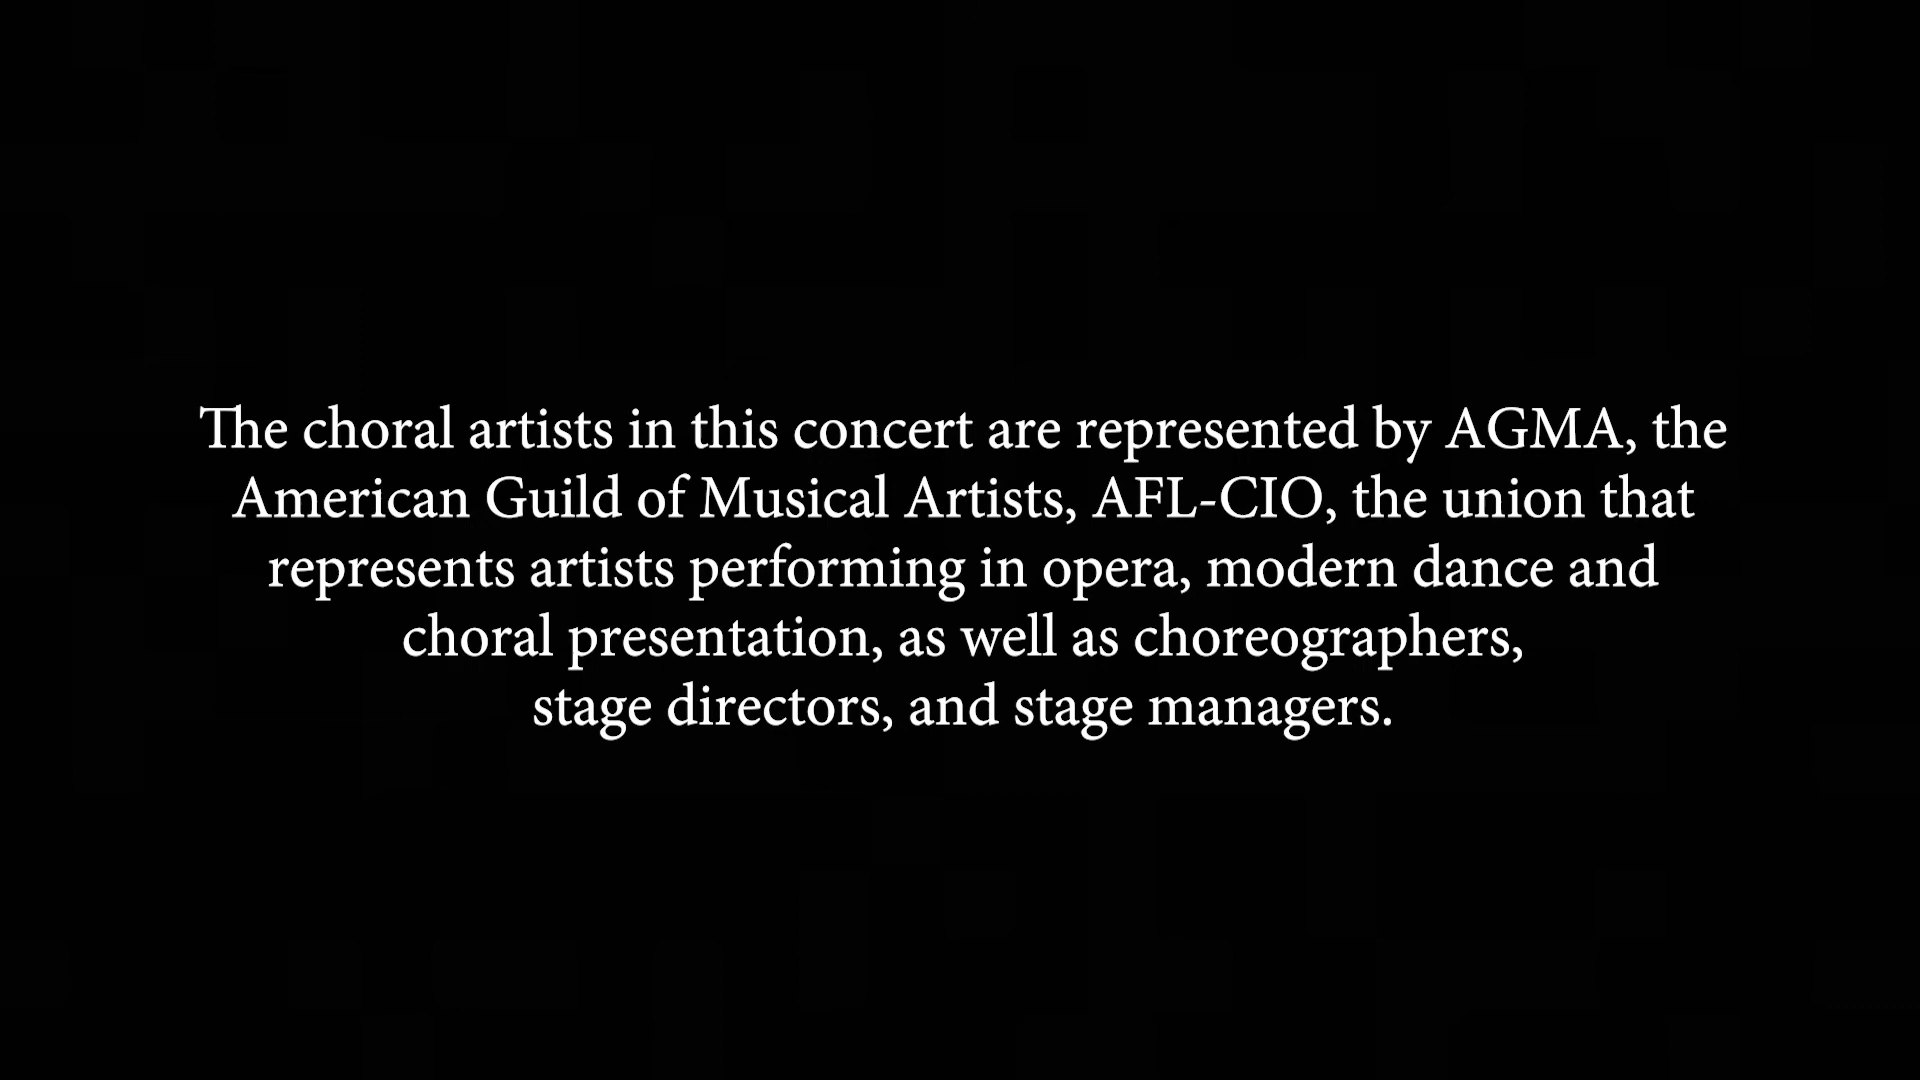 The choral artists in this concert are represented by AGMA, the
American Guild of Musical Artists, AFL-CIO, the union that
represents artists performing in opera, modern dance and
choral presentation, as well as choreographers,
stage directors, and stage managers.